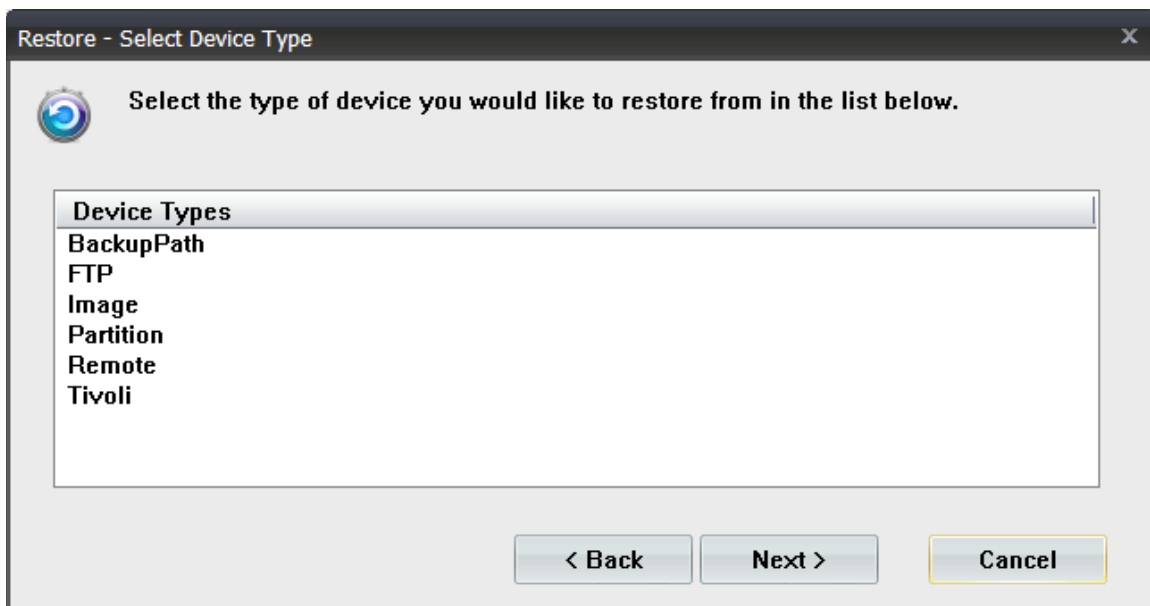 Restore - Select Device Type
x
Select the type of device you would like to restore from in the list below.
Device Types
BackupPath
FTP
Image
Partition
Remote
Tivoli
< Back
Next >
Cancel